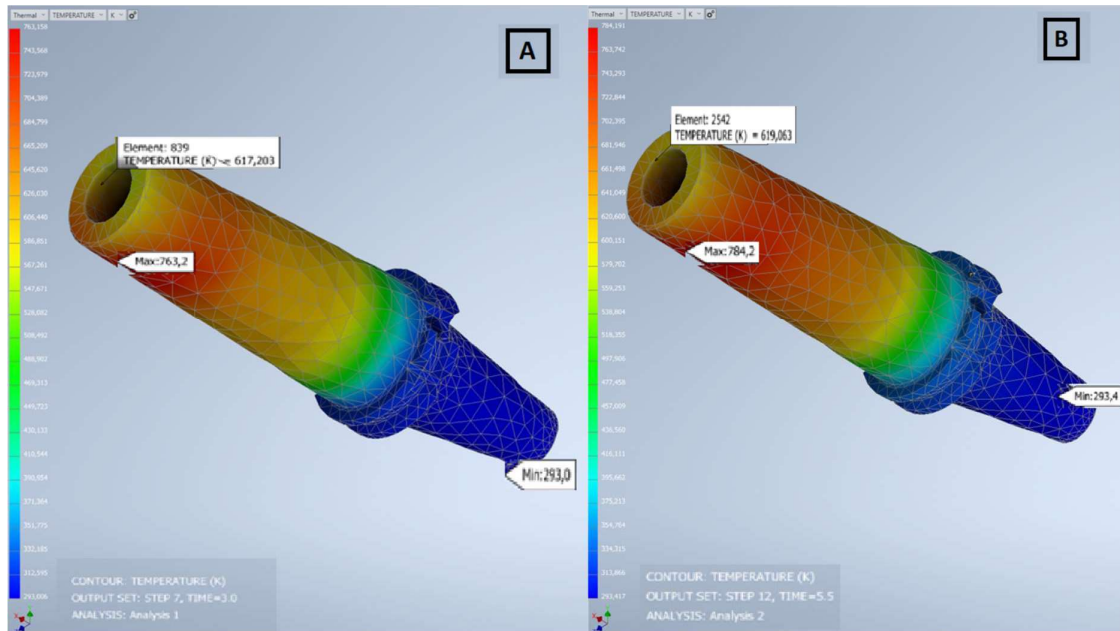 Thermal TEMPERATURE K
763,158
743,568
723,979
704,389
684,799
665,209
645,620
626,030
606,440
586,851
567,261
547,671
528,082
508,492
488,902
469,313
449,723
430,133
410,544
390,954
371,364
351,775
332,185
312,595
293,006
A
Element: 839
TEMPERATURE (K) = 617,203
Max:763,2
Min:293,0
CONTOUR: TEMPERATURE (K)
OUTPUT SET: STEP 7, TIME=3.0
ANALYSIS: Analysis 1
Thermal TEMPERATURE K
784,191
763,742
743,293
722,844
702,395
681,946
661,498
641,049
620,600
600,151
579,702
559,253
538,804
518,355
497,906
477,458
457,009
436,560
416,111
395,662
375,213
354,764
334,315
313,866
293,417
B
Element: 2542
TEMPERATURE (K) = 619,063
Max:784,2
Min:293,4
CONTOUR: TEMPERATURE (K)
OUTPUT SET: STEP 12, TIME=5.5
ANALYSIS: Analysis 2